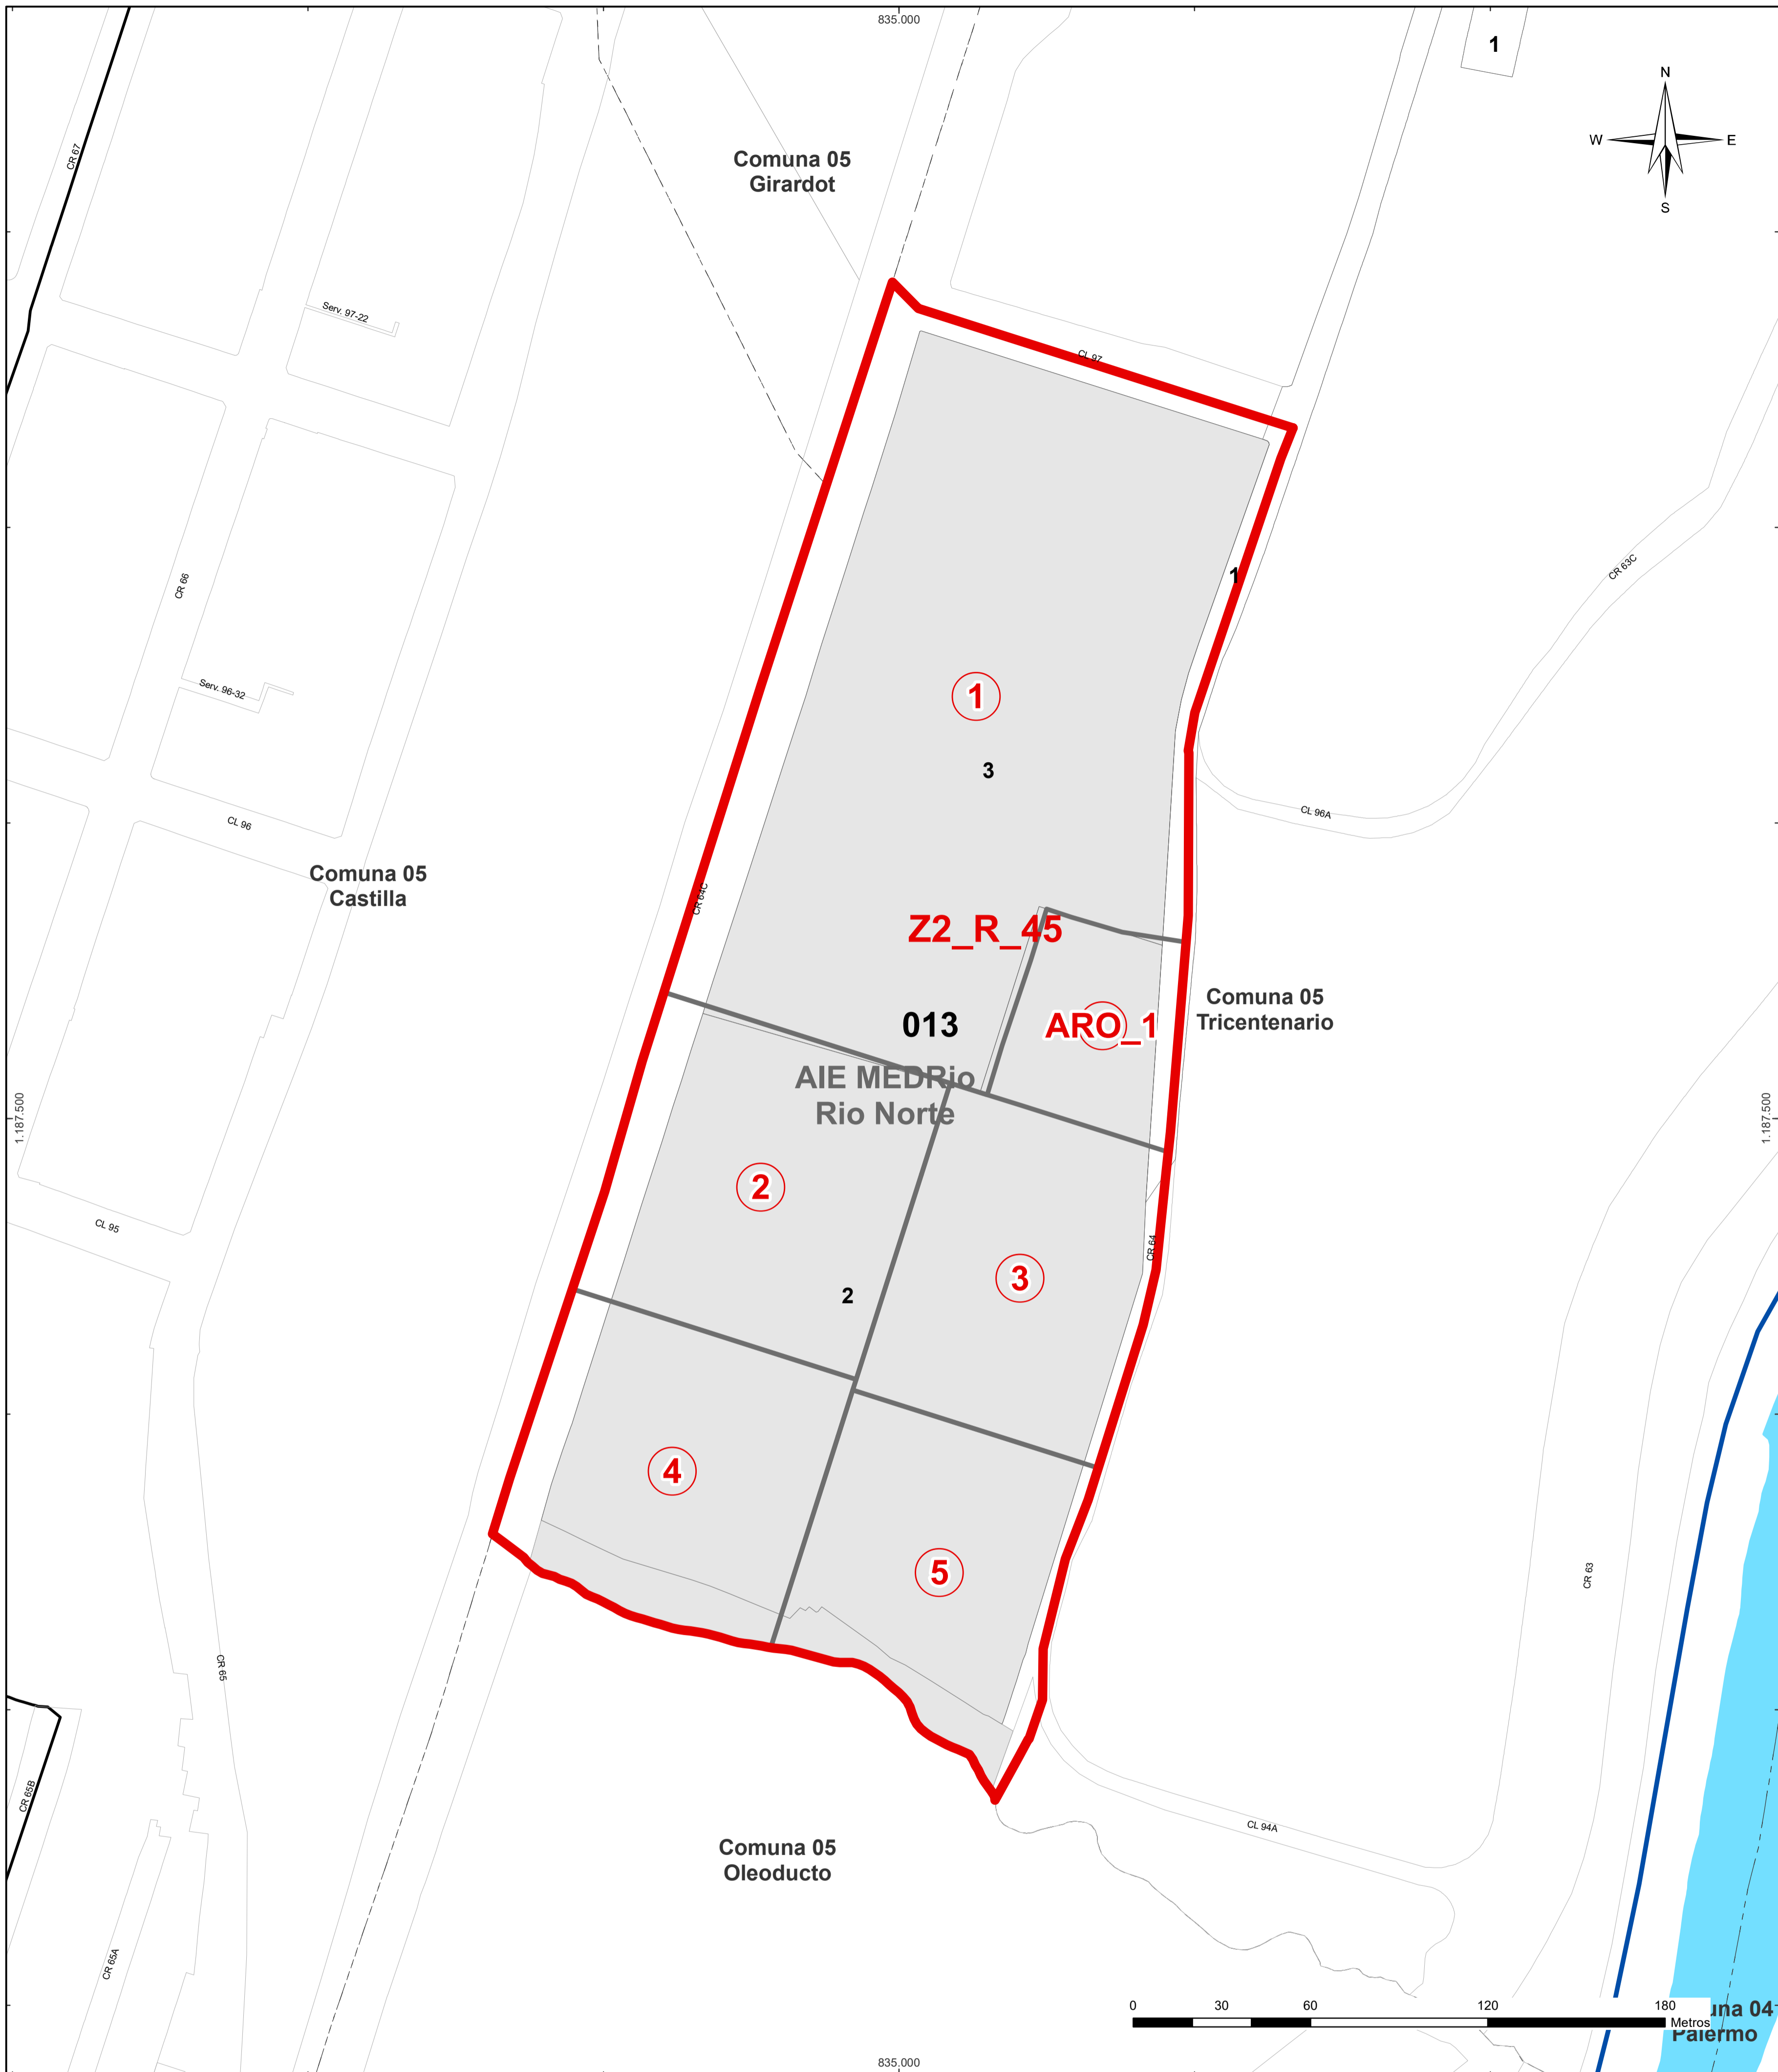 835.000
1
N
W
E
S
CR 67
Comuna 05
Girardot
Serv. 97-22
CL 97
CR 66
1
CR 63C
Serv. 96-32
1
3
CL 96A
CL 96
Comuna 05
Castilla
CR 64C
Z2_R_45
Comuna 05
Tricentenario
013
ARO_1
AIE MEDRio
Rio Norte
1.187.500
1.187.500
2
CL 95
CR 64
3
2
4
5
CR 63
CR 65
CR 65B
CL 94A
Comuna 05
Oleoducto
CR 65A
0
30
60
120
180
Metros
una 04
Palermo
835.000